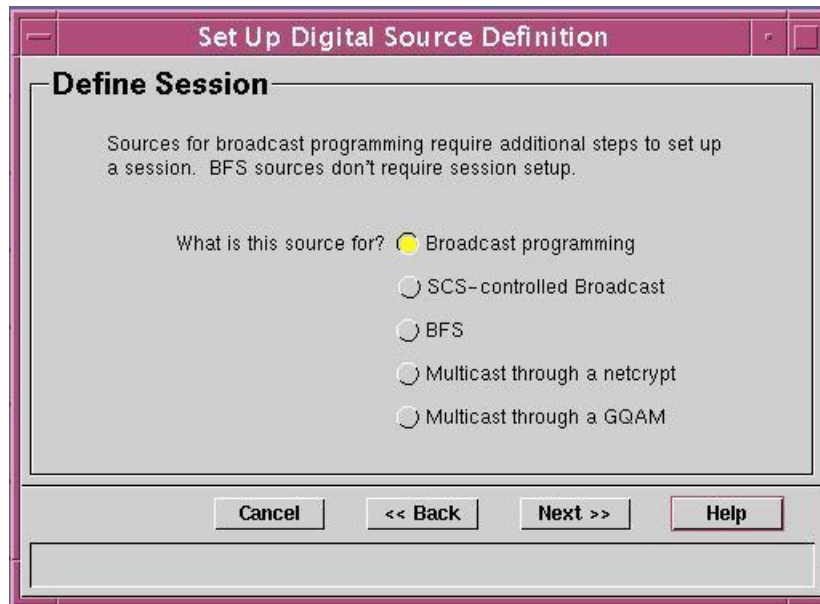 Set Up Digital Source Definition
Define Session
Sources for broadcast programming require additional steps to set up
a session. BFS sources don't require session setup.
What is this source for? Broadcast programming
SCS-controlled Broadcast
BFS
Multicast through a netcrypt
Multicast through a GQAM
Cancel << Back Next >> Help